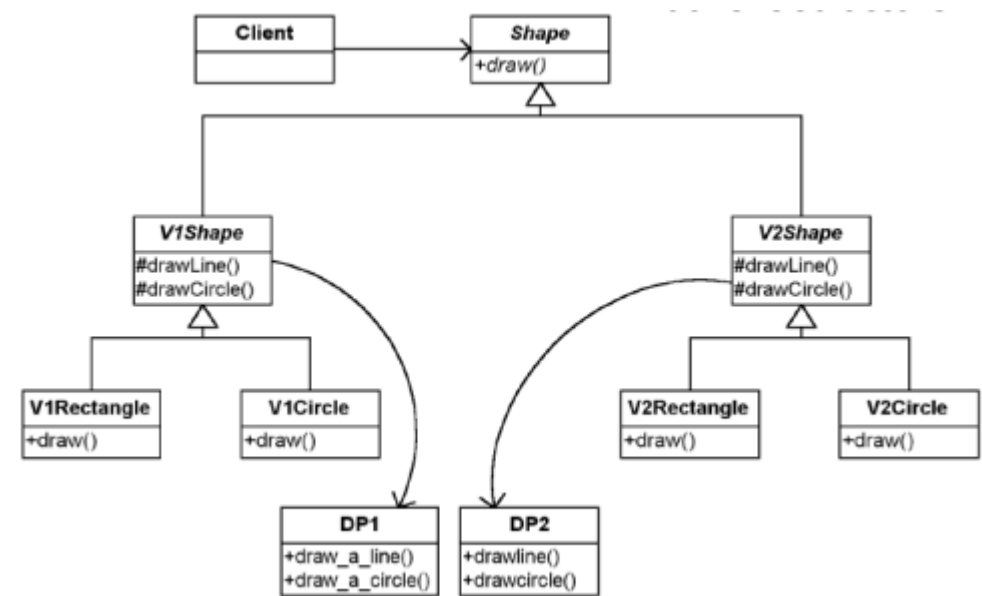 Client
Shape
+draw()
V1Shape
#drawLine()
#drawCircle()
V2Shape
#drawLine()
#drawCircle()
V1Rectangle
+draw()
V1Circle
+draw()
V2Rectangle
+draw()
V2Circle
+draw()
DP1
+draw_a_line()
+draw_a_circle()
DP2
+drawline()
+drawcircle()